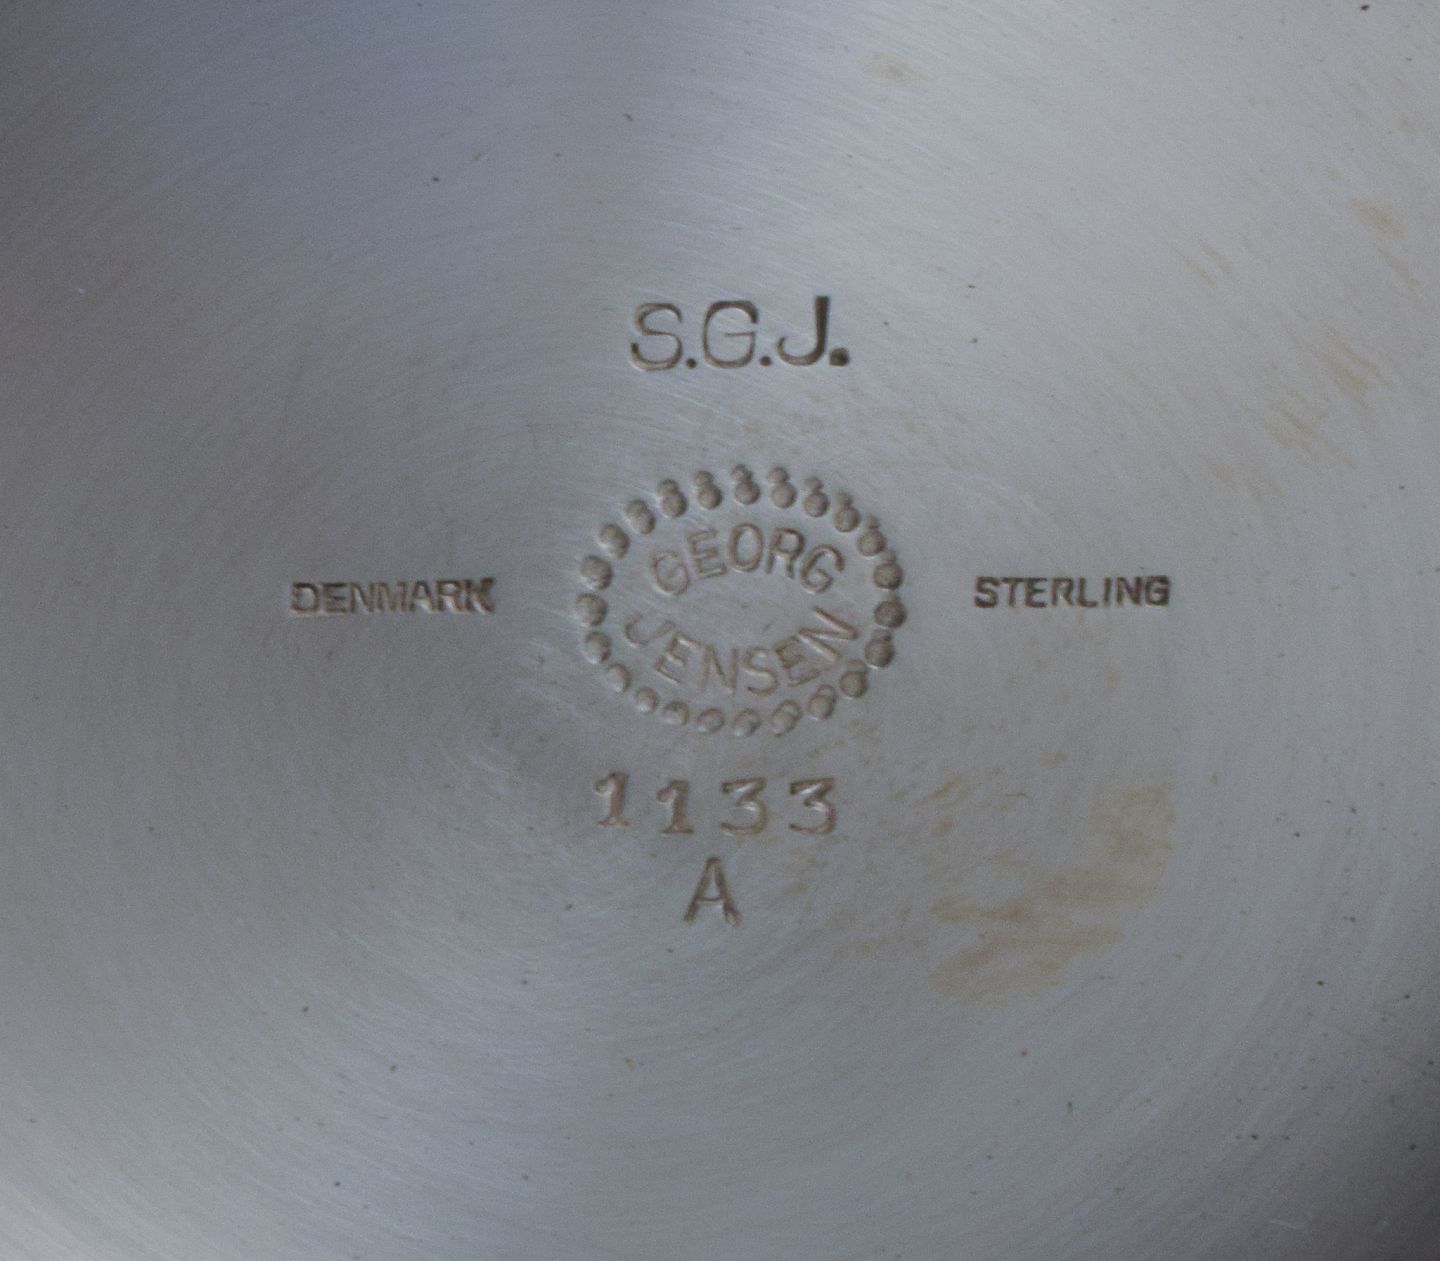 S.G.J.
GEORG
DENMARK STERLING
JENSEN
1133
A